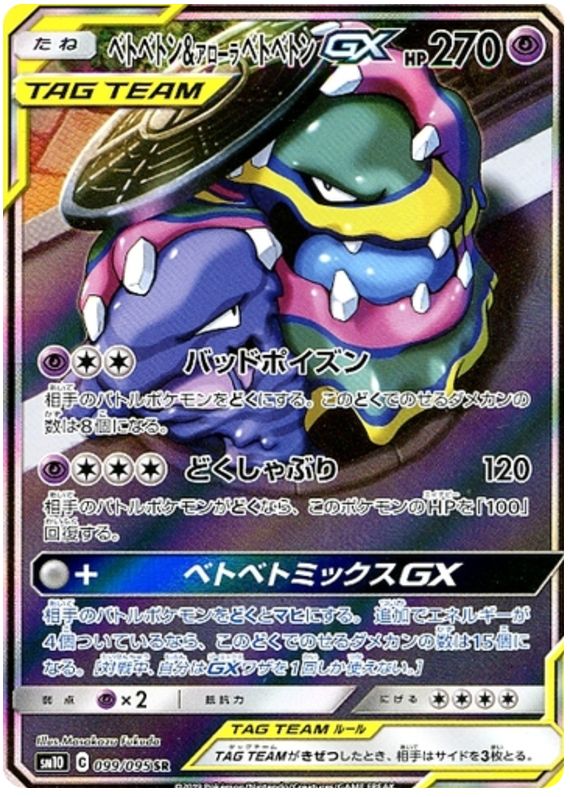 たね ベトベトン&アローラベトベトンGX HP270
TAG TEAM
バッドポイズン
相手のバトルポケモンをどくにする。このどくでのせるダメカンの
数は8個になる。
どくしゃぶり 120
相手のバトルポケモンがどくなら、このポケモンのHPを「100」
回復する。
+ ベトベトミックスGX
相手のバトルポケモンをどくとマヒにする。追加でエネルギーが
4個ついているなら、このどくでのせるダメカンの数は15個に
なる。[対戦中、自分はGXワザを1回しか使えない。]
弱点 ×2 抵抗力 にげる
Illus.Masakazu Fukuda
TAG TEAM ルール
TAG TEAMがきぜつしたとき、相手はサイドを3枚とる。
sm10 C 099/095 SR
Pokémon/Nintendo/Creatures/GAME FREAK